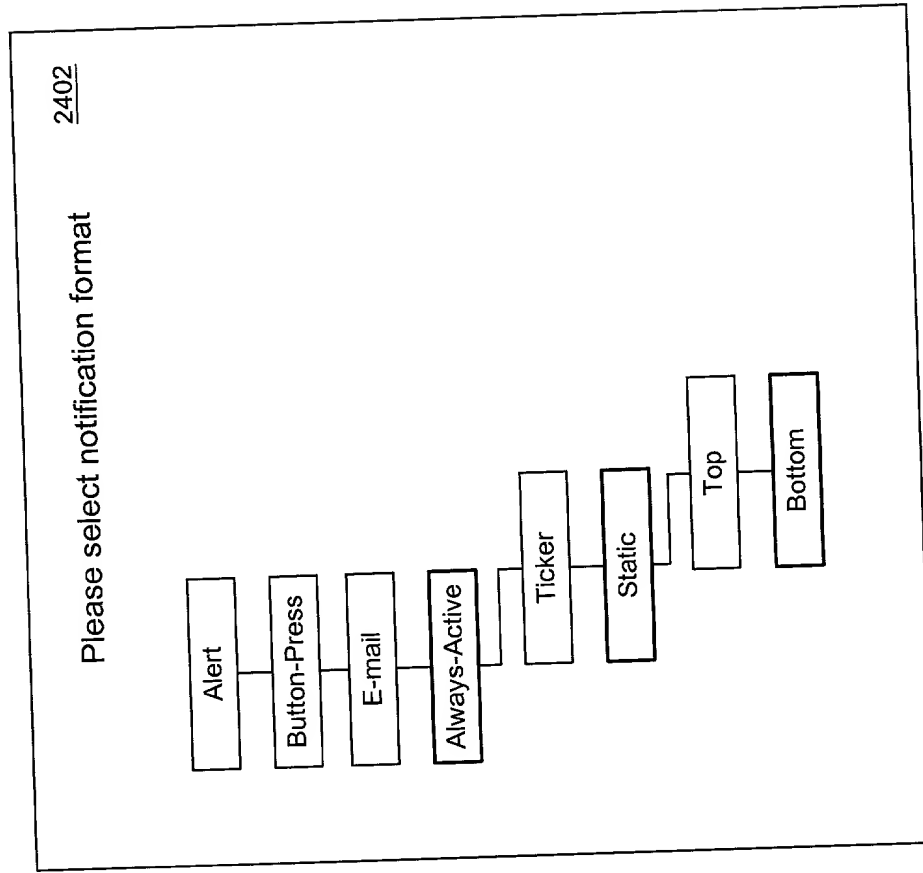 2402
Please select notification format
Alert
Button-Press
E-mail
Always-Active
Ticker
Static
Top
Bottom